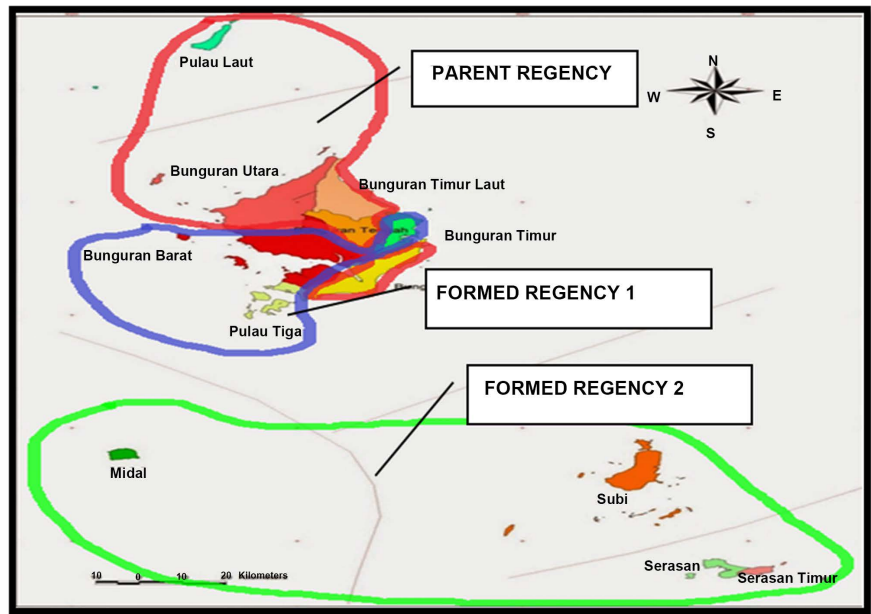 Pulau Laut
PARENT REGENCY
N
W
E
S
Bunguran Utara
Bunguran Timur Laut
Bunguran Timur
Bunguran Barat
FORMED REGENCY 1
Pulau Tiga
FORMED REGENCY 2
Midal
Subi
Serasan
Serasan Timur
10 0 10 20 Kilometers